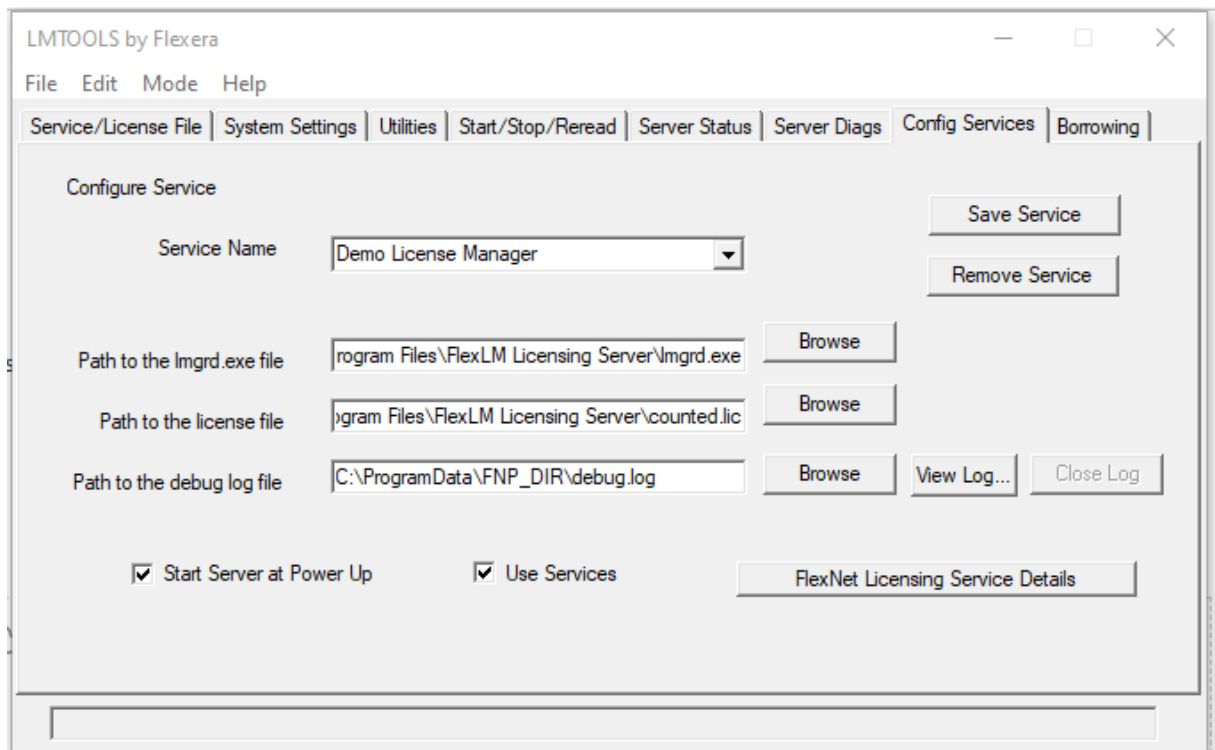 LMTOOLS by Flexera
File Edit Mode Help
Service/License File System Settings Utilities Start/Stop/Reread Server Status Server Diags Config Services Borrowing
Configure Service
Save Service
Service Name Demo License Manager
Remove Service
Path to the lmgrd.exe file rogram Files\FlexLM Licensing Server\lmgrd.exe Browse
Path to the license file ogram Files\FlexLM Licensing Server\counted.lic Browse
Path to the debug log file C:\ProgramData\FNP_DIR\debug.log Browse View Log... Close Log
Start Server at Power Up Use Services FlexNet Licensing Service Details